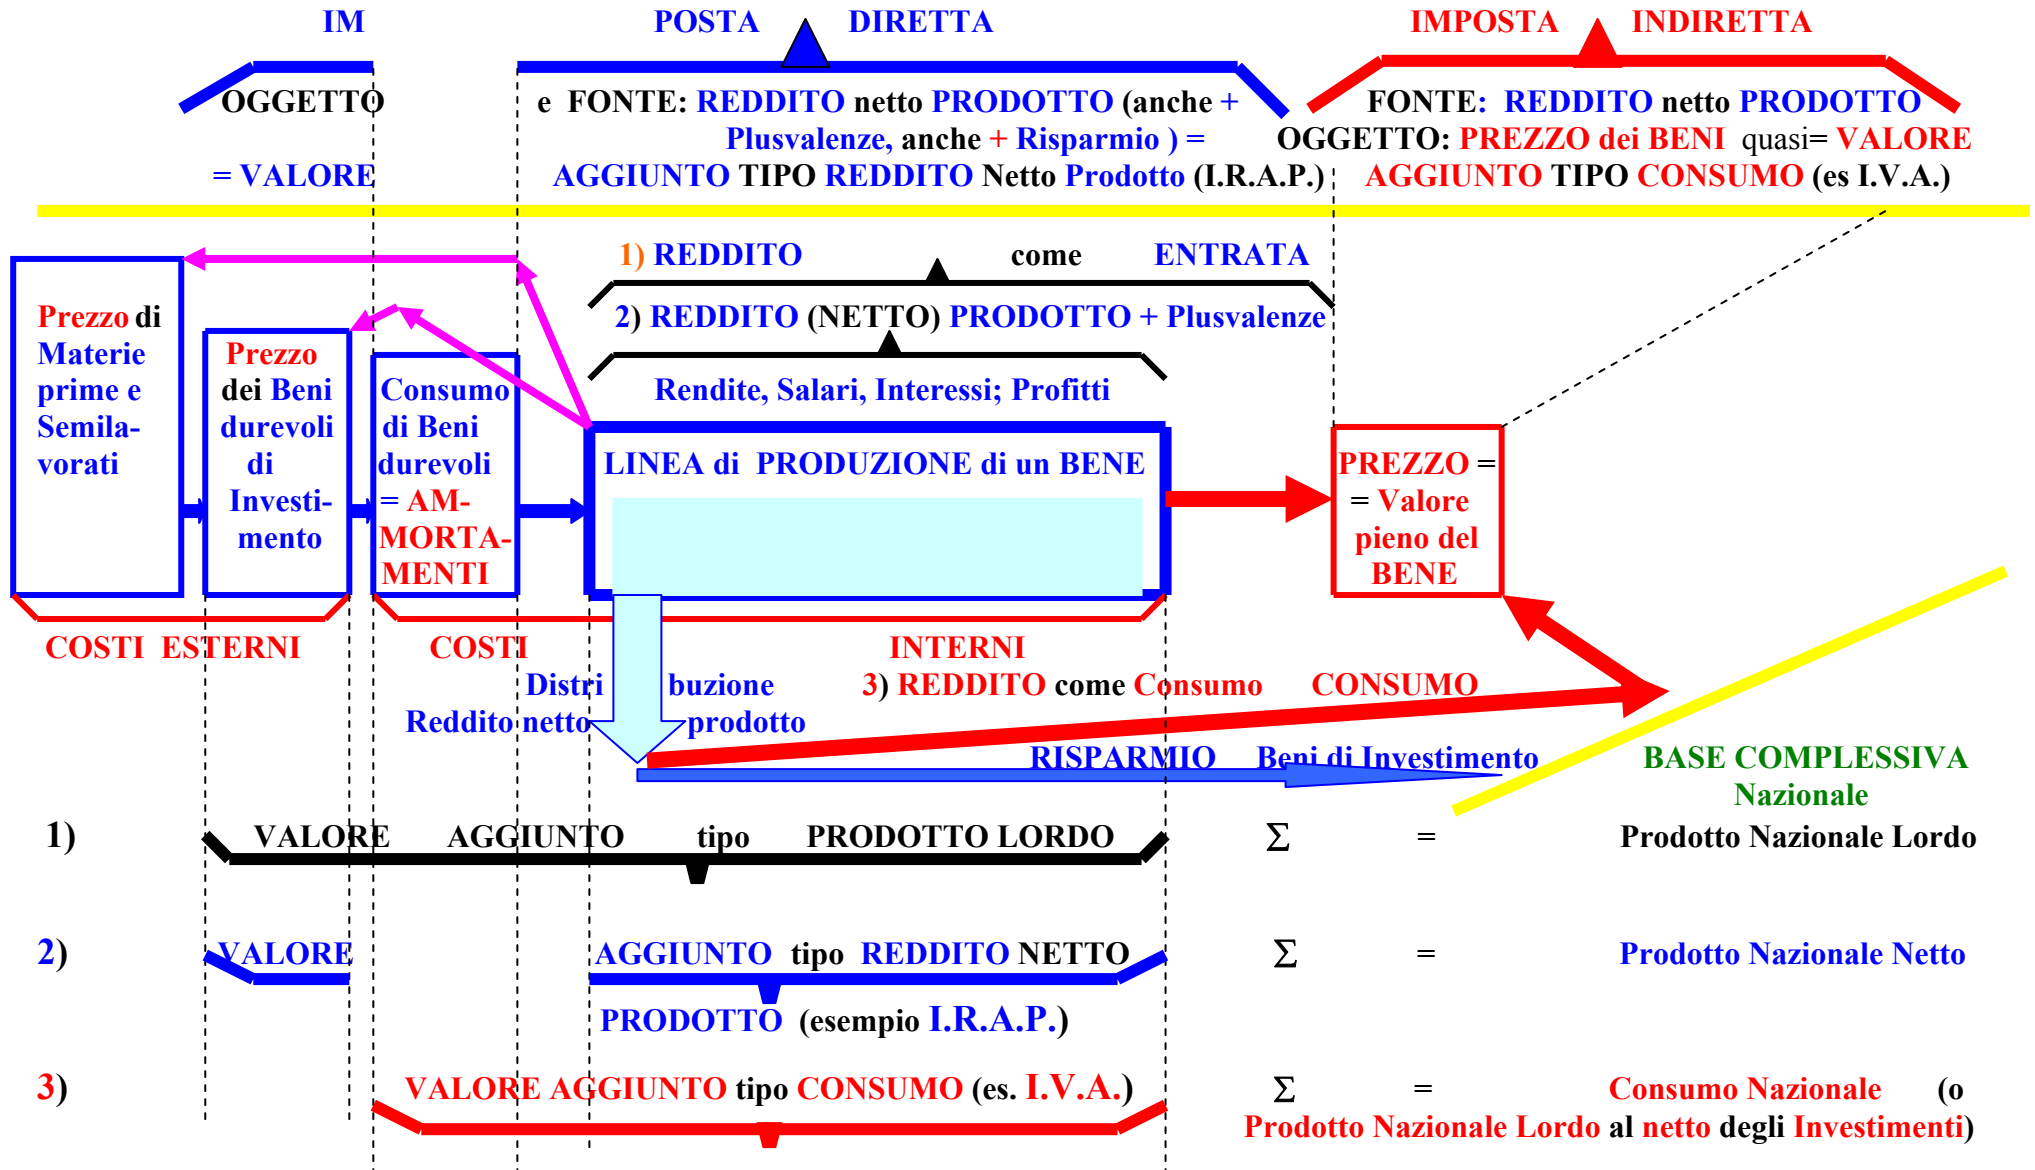 IM POSTA DIRETTA IMPOSTA INDIRETTA
OGGETTO e FONTE: REDDITO netto PRODOTTO (anche + FONTE: REDDITO netto PRODOTTO
Plusvalenze, anche + Risparmio ) = OGGETTO: PREZZO dei BENI quasi= VALORE
= VALORE AGGIUNTO TIPO REDDITO Netto Prodotto (I.R.A.P.) AGGIUNTO TIPO CONSUMO (es I.V.A.)
1) REDDITO come ENTRATA
2) REDDITO (NETTO) PRODOTTO + Plusvalenze
Rendite, Salari, Interessi; Profitti
Prezzo di
Materie
prime e
Semila-
vorati
Prezzo
dei Beni
durevoli
di
Investi-
mento
Consumo
di Beni
durevoli
= AM-
MORTA-
MENTI
LINEA di PRODUZIONE di un BENE
PREZZO =
= Valore
pieno del
BENE
COSTI ESTERNI COSTI INTERNI
Distri buzione 3) REDDITO come Consumo CONSUMO
Reddito netto prodotto
RISPARMIO Beni di Investimento BASE COMPLESSIVA
Nazionale
1) VALORE AGGIUNTO tipo PRODOTTO LORDO Σ = Prodotto Nazionale Lordo
2) VALORE AGGIUNTO tipo REDDITO NETTO Σ = Prodotto Nazionale Netto
PRODOTTO (esempio I.R.A.P.)
3) VALORE AGGIUNTO tipo CONSUMO (es. I.V.A.) Σ = Consumo Nazionale (o
Prodotto Nazionale Lordo al netto degli Investimenti)